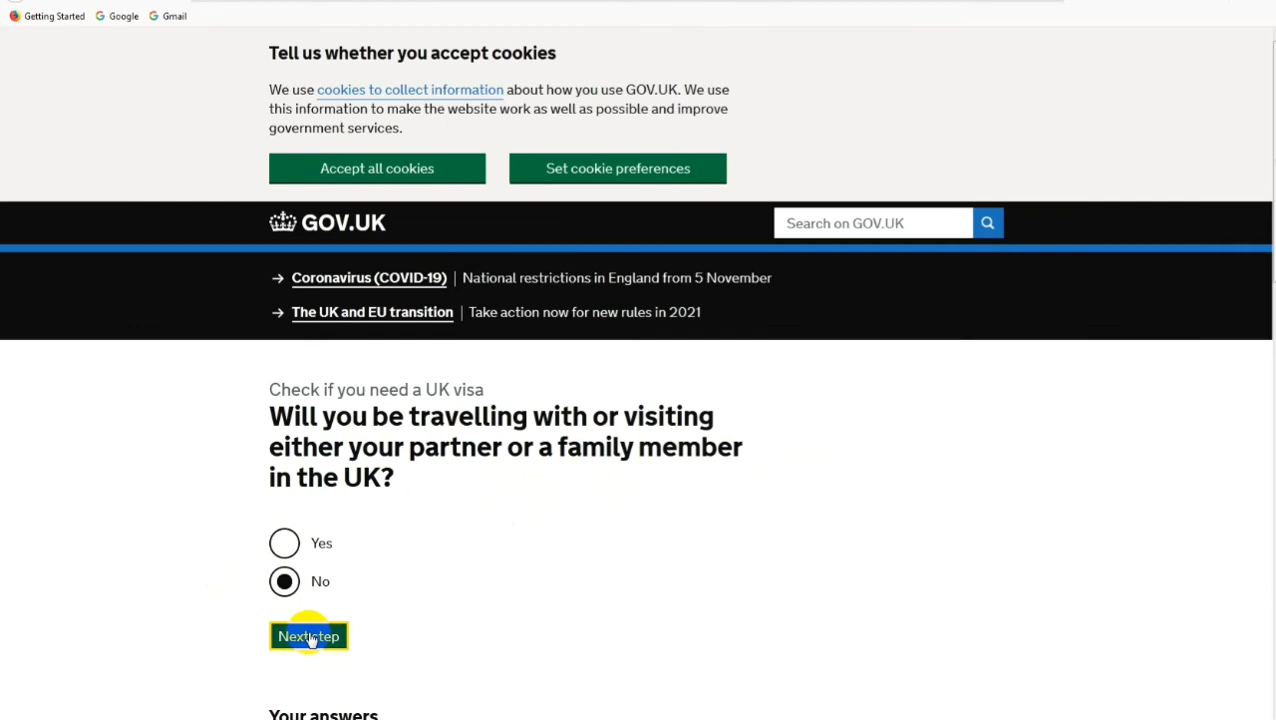 Getting Started Google Gmail
Tell us whether you accept cookies
We use cookies to collect information about how you use GOV.UK. We use
this information to make the website work as well as possible and improve
government services.
Accept all cookies Set cookie preferences
GOV.UK Search on GOV.UK
→ Coronavirus (COVID-19) | National restrictions in England from 5 November
→ The UK and EU transition | Take action now for new rules in 2021
Check if you need a UK visa
Will you be travelling with or visiting
either your partner or a family member
in the UK?
Yes
No
Next step
Your answers